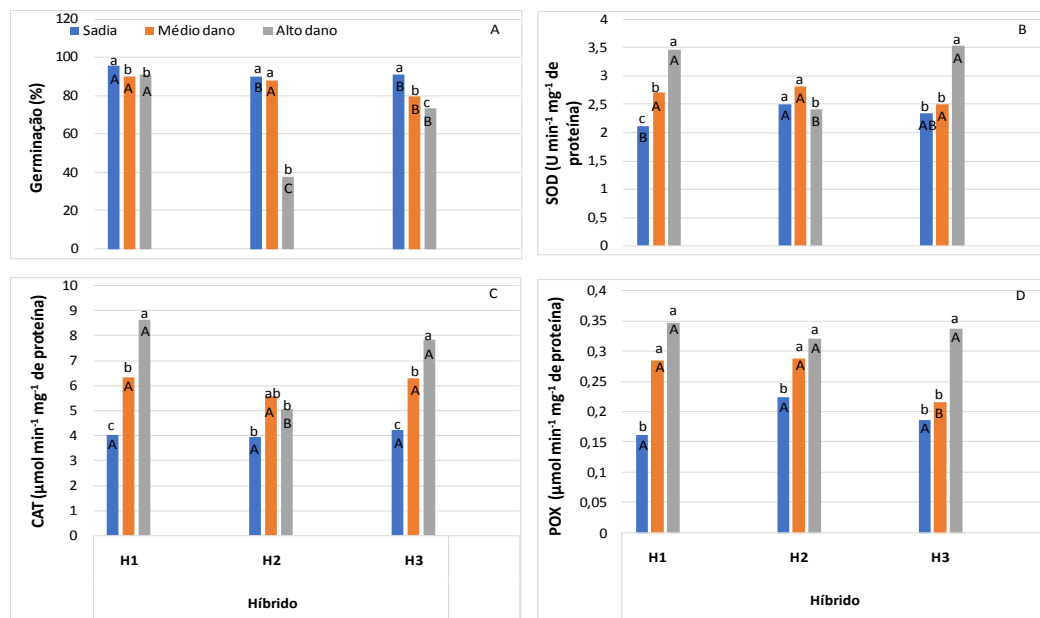 A
Sadia Médio dano Alto dano
Germinação (%)
120
100
80
60
40
20
0
a b b
A A A
a a b
B A C
a b c
B B B
B
SOD (U min⁻¹ mg⁻¹ de proteína)
4
3,5
3
2,5
2
1,5
1
0,5
0
c b a
B A A
a a b
A A B
b b a
AB A A
C
CAT (µmol min⁻¹ mg⁻¹ de proteína)
10
9
8
7
6
5
4
3
2
1
0
c b a
A A A
b ab b
A A B
c b a
A A A
H1 H2 H3
Híbrido
D
POX (µmol min⁻¹ mg⁻¹ de proteína)
0,4
0,35
0,3
0,25
0,2
0,15
0,1
0,05
0
b a a
A A A
b a a
A A A
b b a
A B A
H1 H2 H3
Híbrido